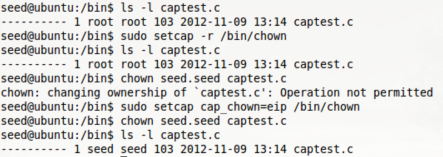 seed@ubuntu:/bin$ ls -l captest.c
---------- 1 root root 103 2012-11-09 13:14 captest.c
seed@ubuntu:/bin$ sudo setcap -r /bin/chown
seed@ubuntu:/bin$ ls -l captest.c
---------- 1 root root 103 2012-11-09 13:14 captest.c
seed@ubuntu:/bin$ chown seed.seed captest.c
chown: changing ownership of `captest.c': Operation not permitted
seed@ubuntu:/bin$ sudo setcap cap_chown=eip /bin/chown
seed@ubuntu:/bin$ chown seed.seed captest.c
seed@ubuntu:/bin$ ls -l captest.c
---------- 1 seed seed 103 2012-11-09 13:14 captest.c